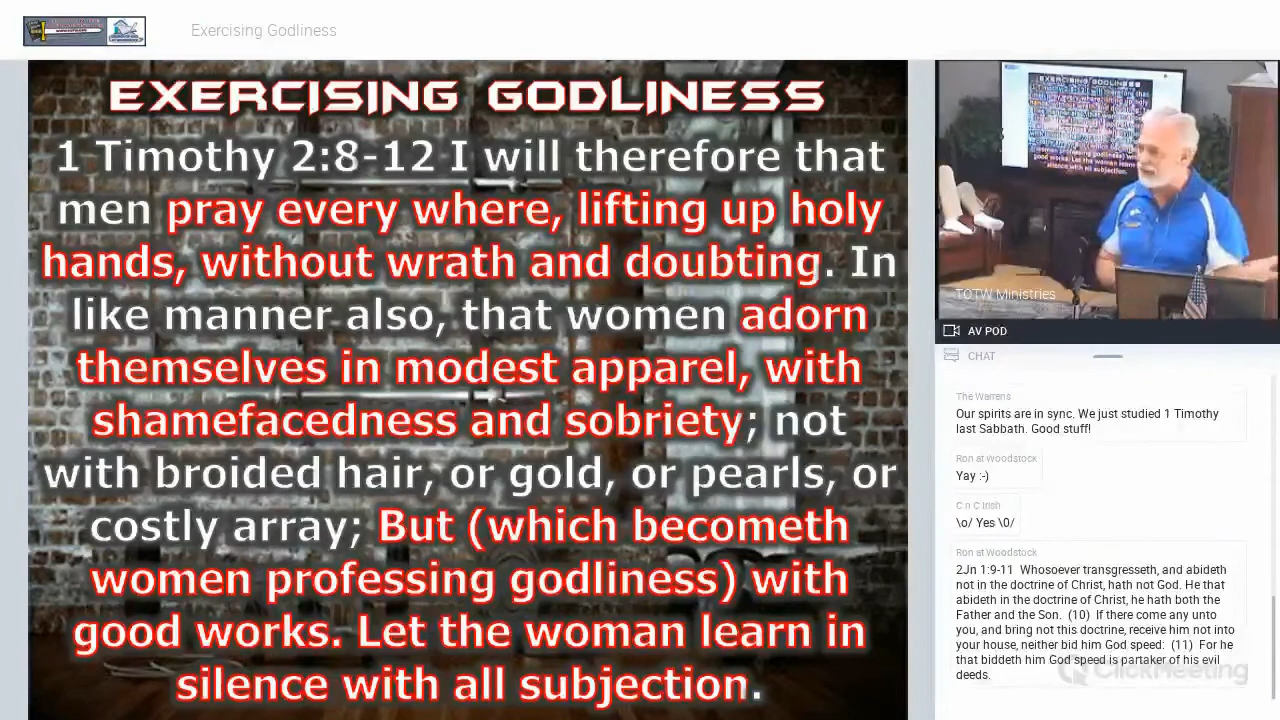 Exercising Godliness
EXERCISING GODLINESS
1 Timothy 2:8-12 I will therefore that
men pray every where, lifting up holy
hands, without wrath and doubting. In
like manner also, that women adorn
themselves in modest apparel, with
shamefacedness and sobriety; not
with broided hair, or gold, or pearls, or
costly array; But (which becometh
women professing godliness) with
good works. Let the woman learn in
silence with all subjection.
TOTW Ministries
AV POD
CHAT
The Warrens
Our spirits are in sync. We just studied 1 Timothy
last Sabbath. Good stuff!
Ron at Woodstock
Yay :-)
C n C Irish
\o/ Yes \0/
Ron at Woodstock
2Jn 1:9-11 Whosoever transgresseth, and abideth
not in the doctrine of Christ, hath not God. He that
abideth in the doctrine of Christ, he hath both the
Father and the Son. (10) If there come any unto
you, and bring not this doctrine, receive him not into
your house, neither bid him God speed: (11) For he
that biddeth him God speed is partaker of his evil
deeds.
ClickMeeting